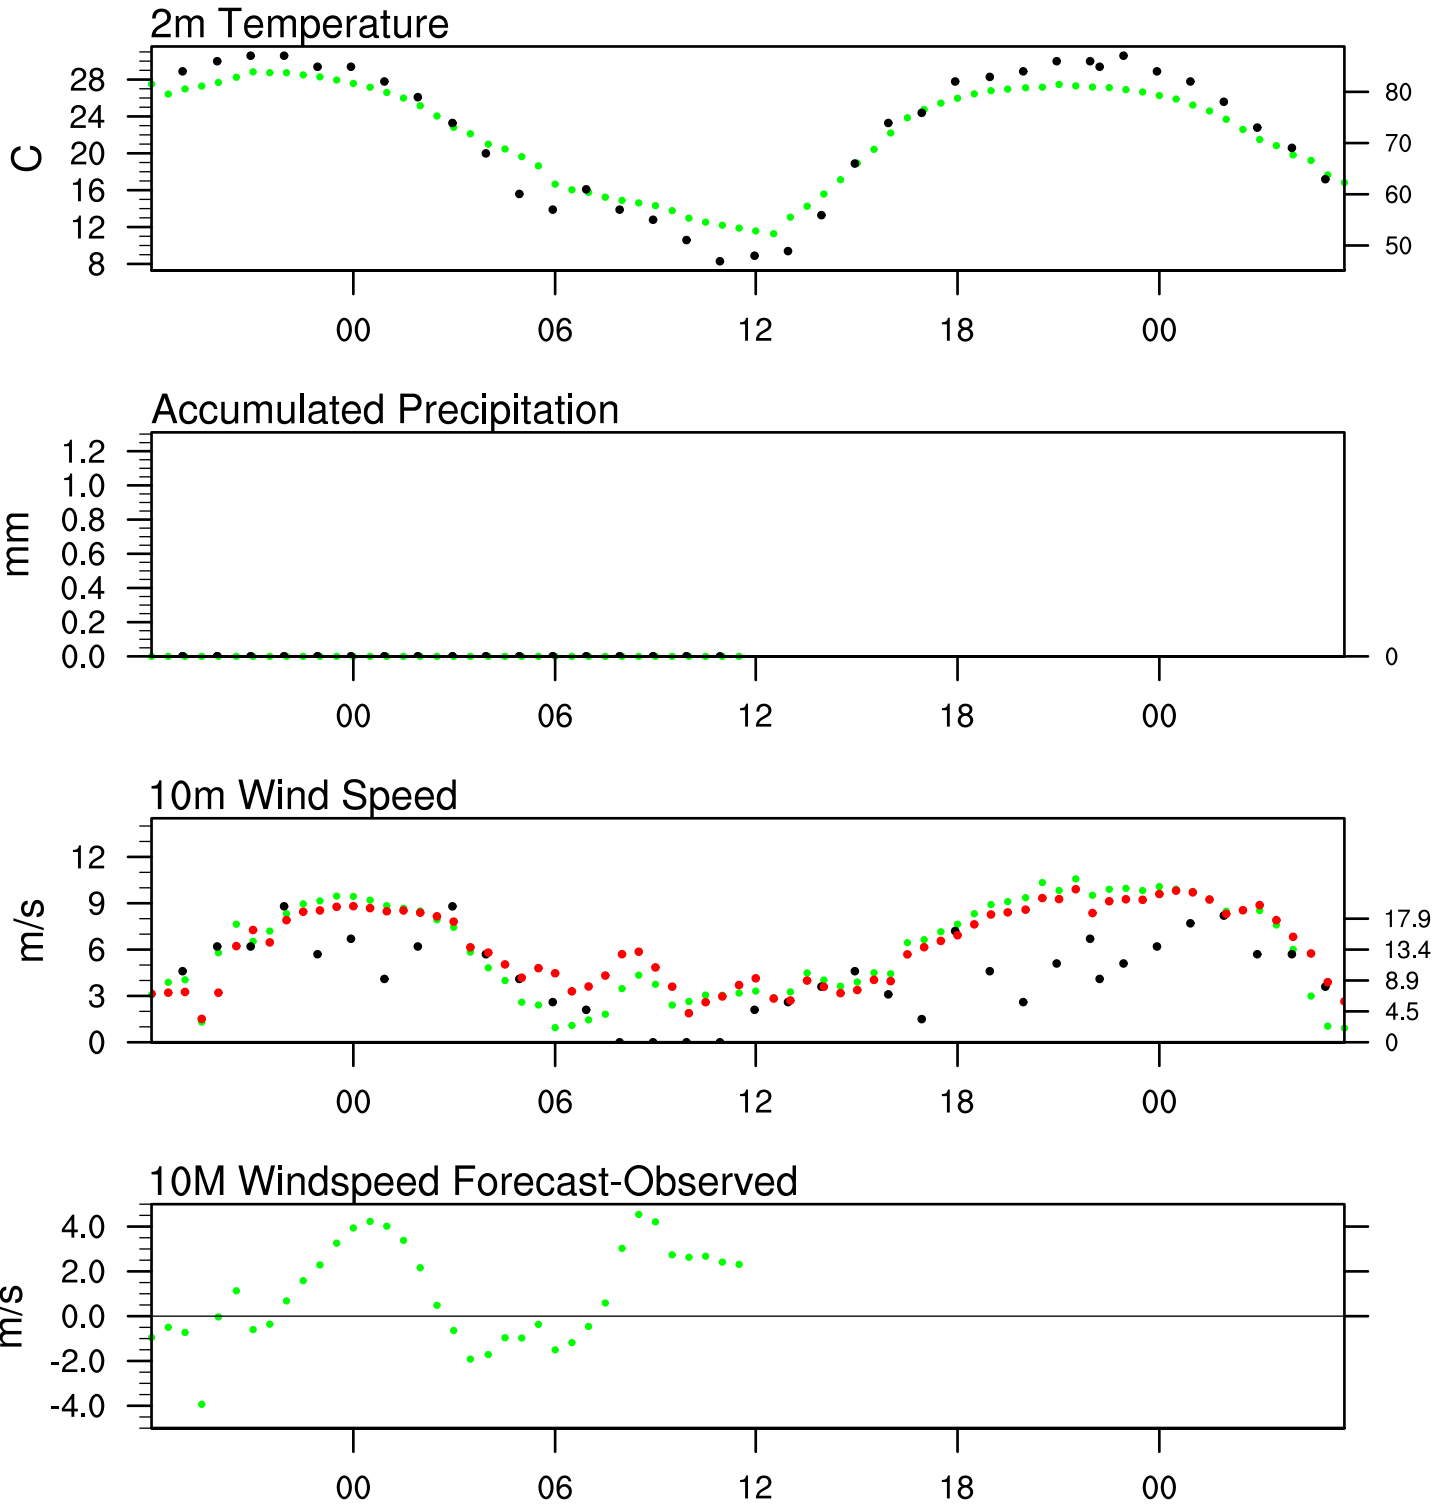 2m Temperature
28
24
20
16
12
8
C
80
70
60
50
00 06 12 18 00
Accumulated Precipitation
1.2
1.0
0.8
0.6
0.4
0.2
0.0
mm
0
00 06 12 18 00
10m Wind Speed
12
9
6
3
0
m/s
17.9
13.4
8.9
4.5
0
00 06 12 18 00
10M Windspeed Forecast-Observed
4.0
2.0
0.0
-2.0
-4.0
m/s
00 06 12 18 00